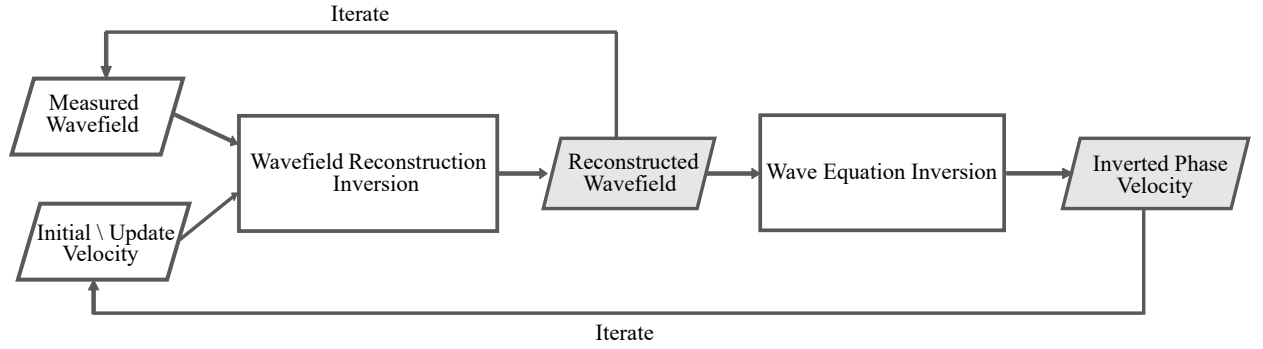 Iterate
Measured
Wavefield
Wavefield Reconstruction
Inversion
Reconstructed
Wavefield
Wave Equation Inversion
Inverted Phase
Velocity
Initial \ Update
Velocity
Iterate